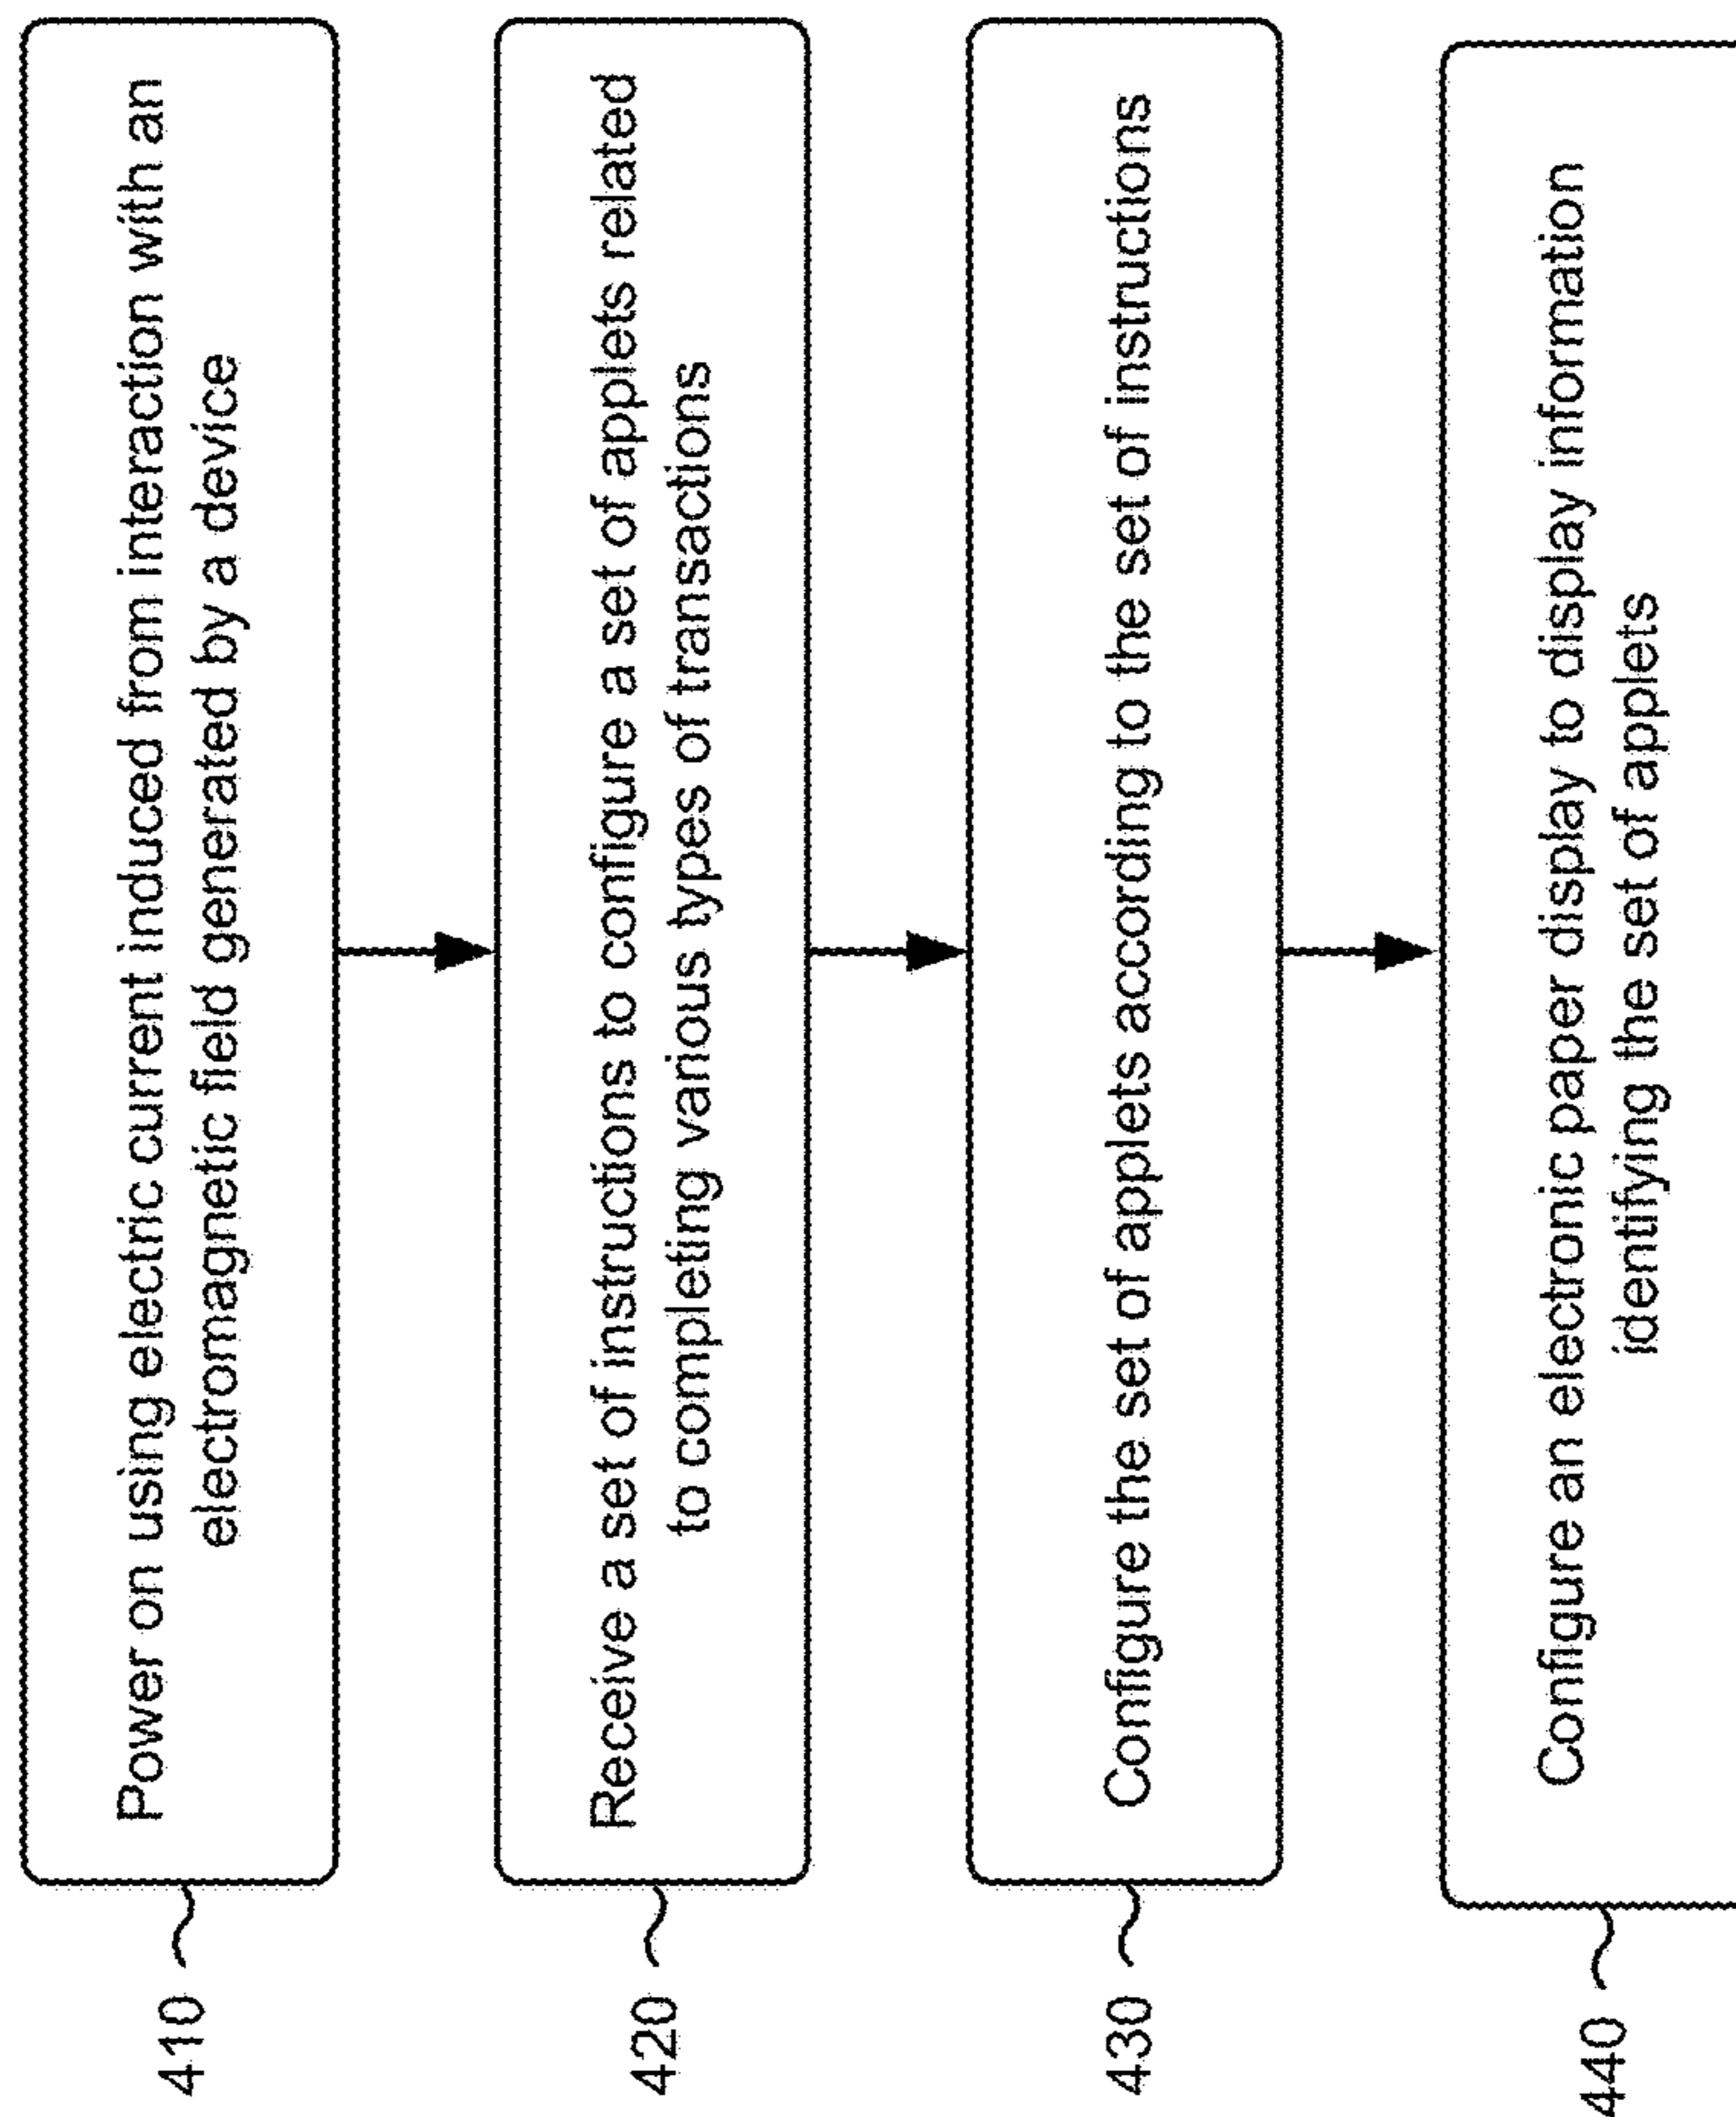 410
Power on using electric current induced from interaction with an
electromagnetic field generated by a device
420
Receive a set of instructions to configure a set of applets related
to completing various types of transactions
430
Configure the set of applets according to the set of instructions
440
Configure an electronic paper display to display information
identifying the set of applets